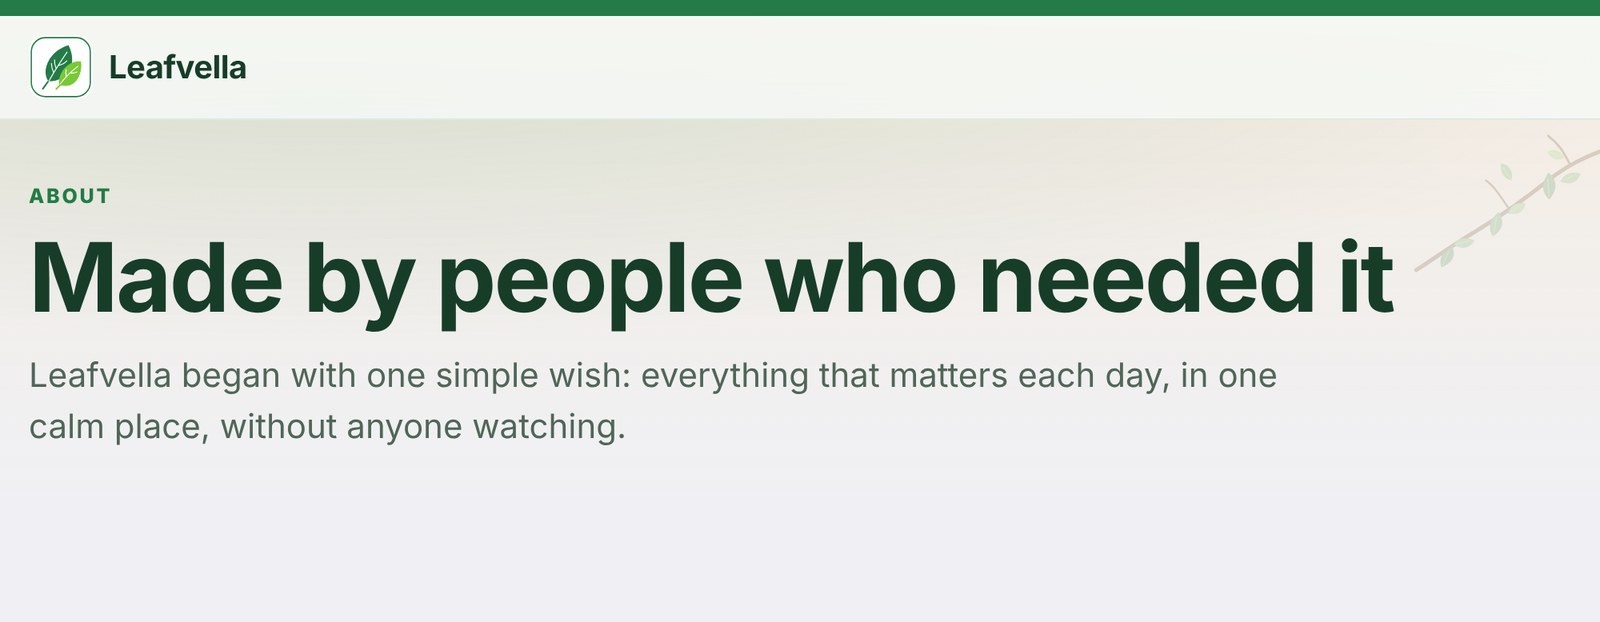 Leafvella
ABOUT
Made by people who needed it
Leafvella began with one simple wish: everything that matters each day, in one
calm place, without anyone watching.